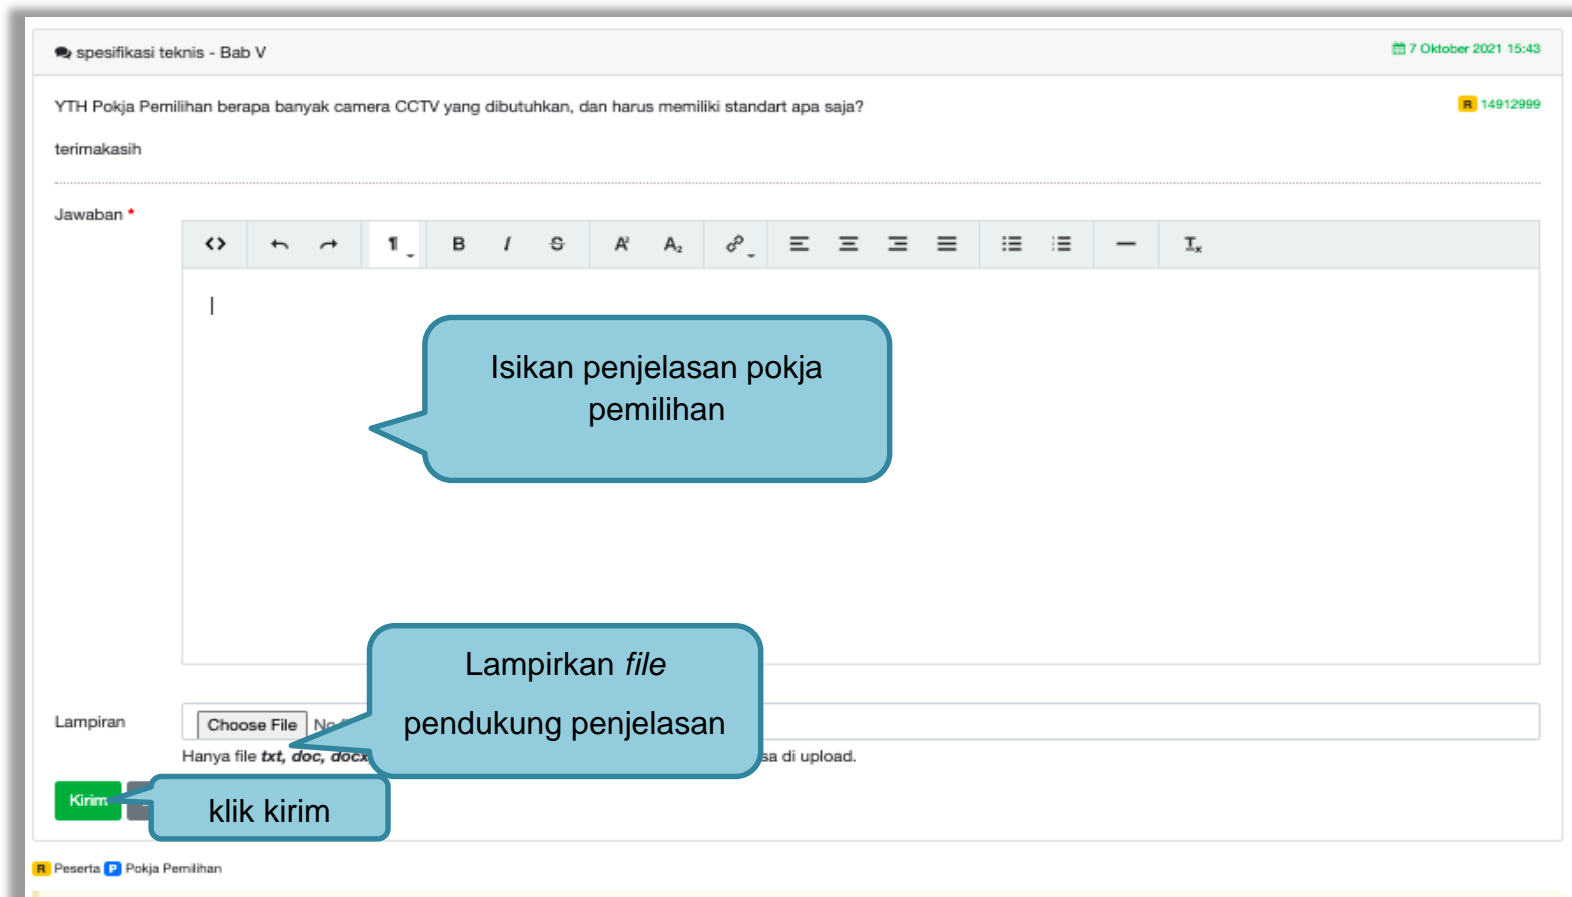 spesifikasi teknis - Bab V
7 Oktober 2021 15:43
YTH Pokja Pemilihan berapa banyak camera CCTV yang dibutuhkan, dan harus memiliki standart apa saja?
R 14912999
terimakasih
Jawaban *
Isikan penjelasan pokja
pemilihan
Lampirkan file
pendukung penjelasan
Lampiran
Choose File
Hanya file txt, doc, docx
di upload.
Kirim
klik kirim
R Peserta P Pokja Pemilihan